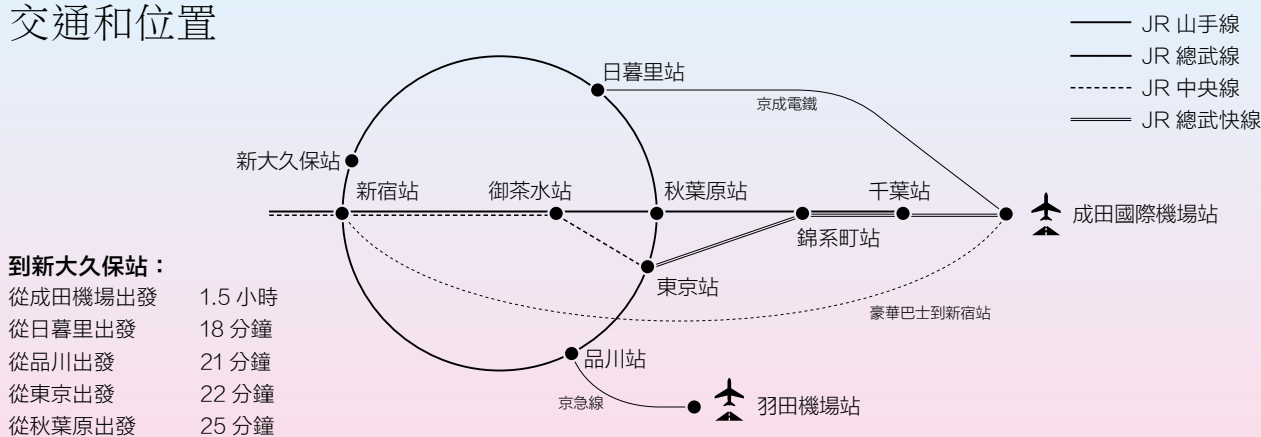 交通和位置
JR 山手線
JR 總武線
JR 中央線
JR 總武快線
日暮里站
京成電鐵
新大久保站
新宿站
御茶水站
秋葉原站
千葉站
成田國際機場站
錦系町站
東京站
豪華巴士到新宿站
品川站
京急線
羽田機場站
到新大久保站：
從成田機場出發 1.5 小時
從日暮里出發 18 分鐘
從品川出發 21 分鐘
從東京出發 22 分鐘
從秋葉原出發 25 分鐘